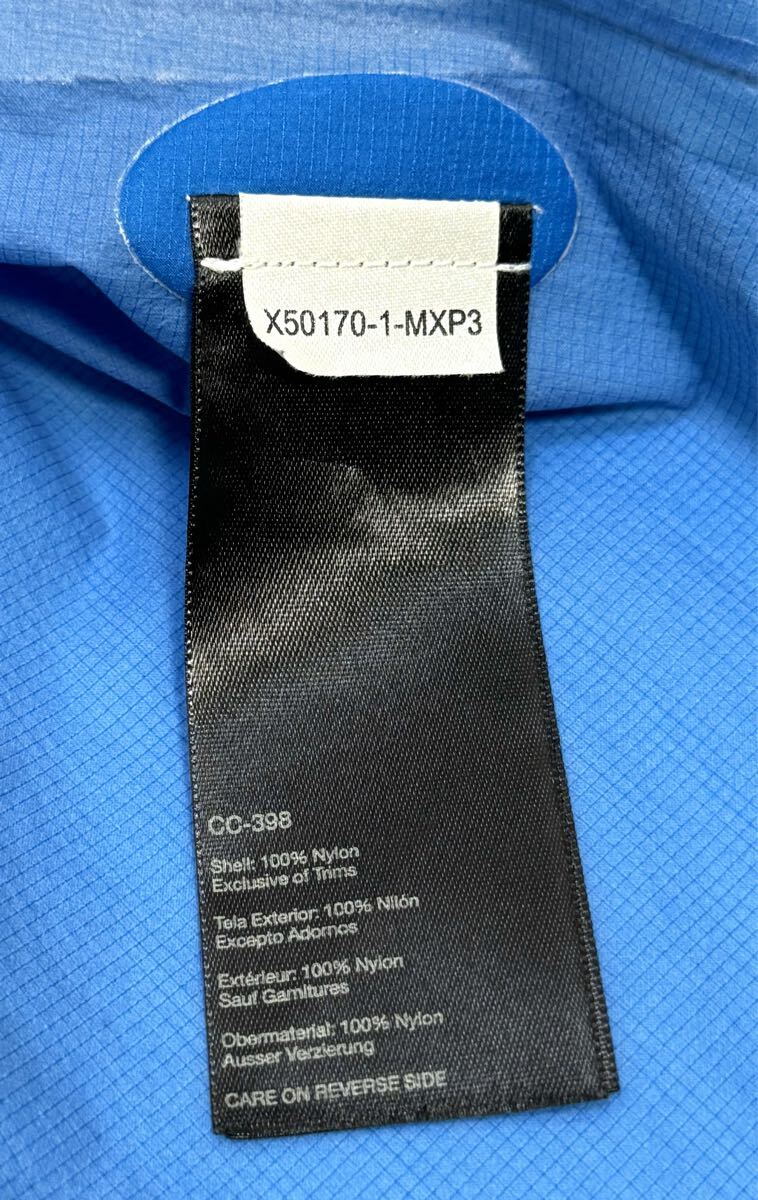 X50170-1-MXP3
CC-398
Shell: 100% Nylon
Exclusive of Trims
Tela Exterior: 100% Nilón
Excepto Adornos
Extérieur: 100% Nylon
Sauf Garnitures
Obermaterial: 100% Nylon
Ausser Verzierung
CARE ON REVERSE SIDE